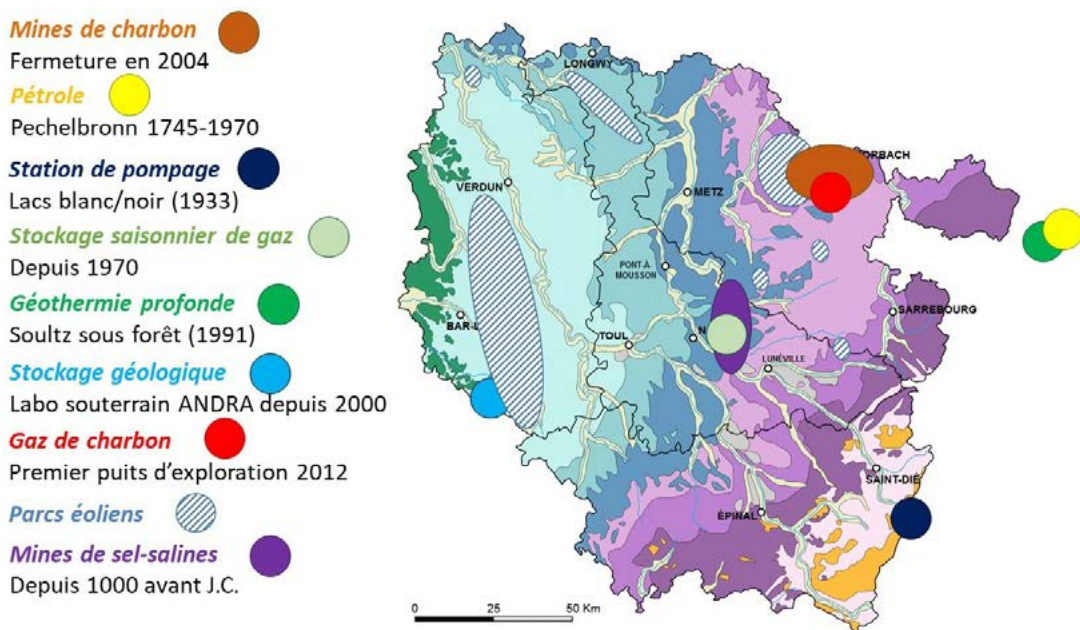 Mines de charbon
Fermeture en 2004
Pétrole
Pechelbronn 1745-1970
Station de pompage
Lacs blanc/noir (1933)
Stockage saisonnier de gaz
Depuis 1970
Géothermie profonde
Soultz sous forêt (1991)
Stockage géologique
Labo souterrain ANDRA depuis 2000
Gaz de charbon
Premier puits d'exploration 2012
Parcs éoliens
Mines de sel-salines
Depuis 1000 avant J.C.
LONGWY
ORBACH
VERDUN
METZ
PONT-À-
MOUSSON
BAR-L
TOUL
N
SARREBOURG
LUNÉVILLE
SAINT-DIÉ
ÉPINAL
0 25 50 Km